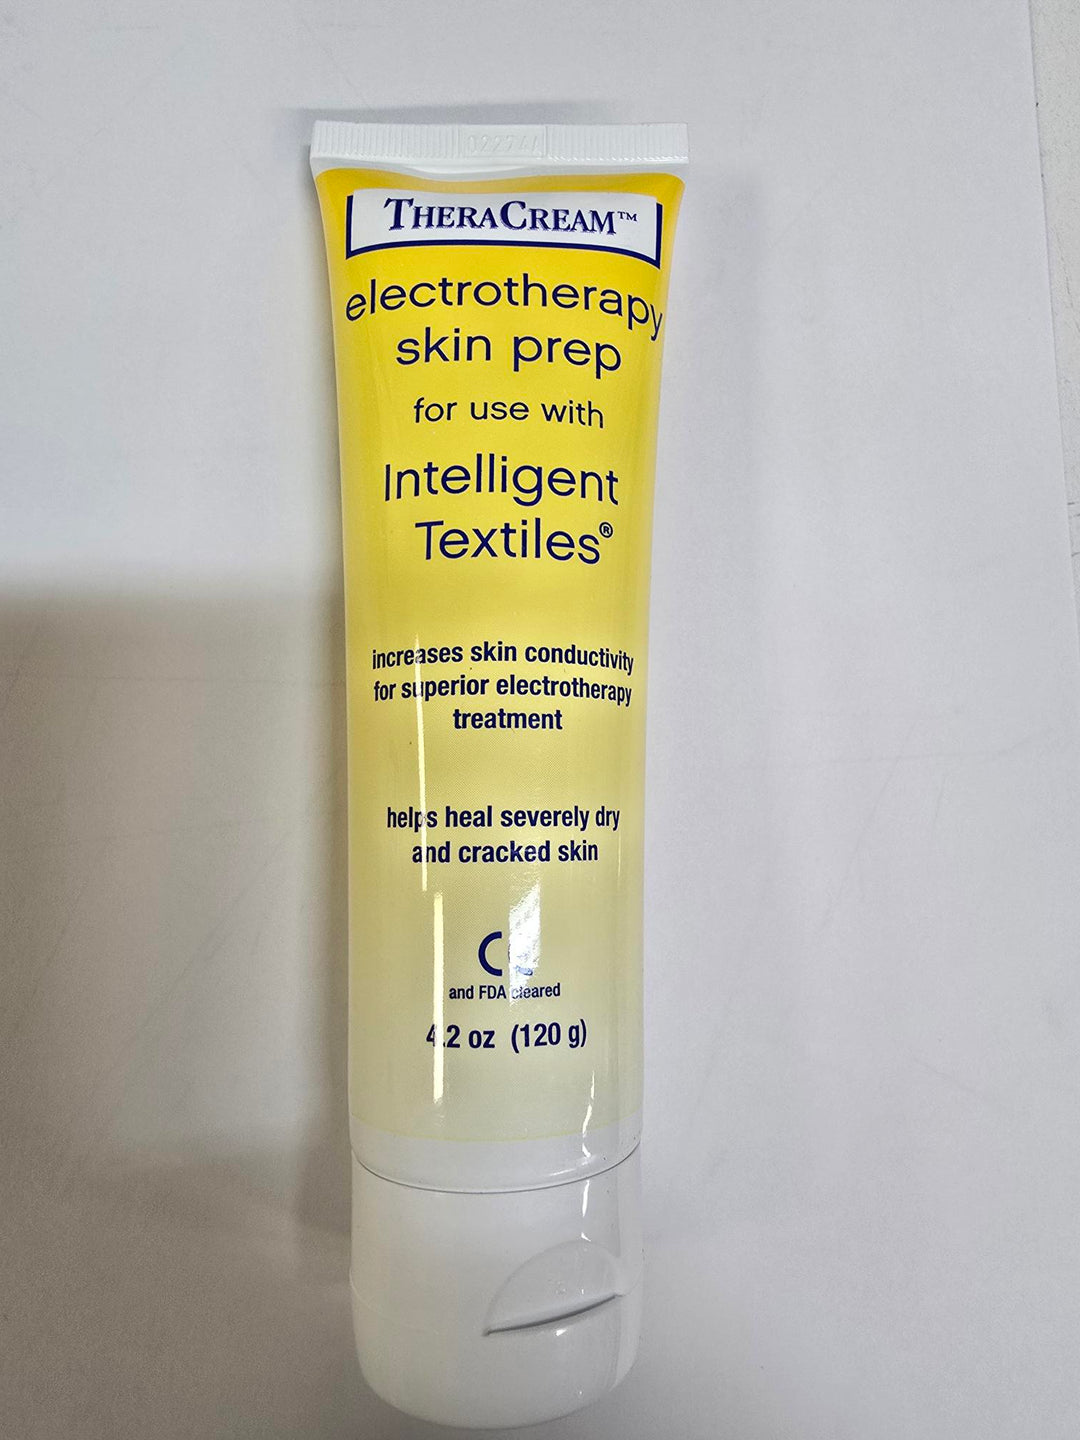 THERACREAM™
electrotherapy
skin prep
for use with
Intelligent
Textiles®
increases skin conductivity
for superior electrotherapy
treatment
helps heal severely dry
and cracked skin
CE
and FDA cleared
4.2 oz (120 g)